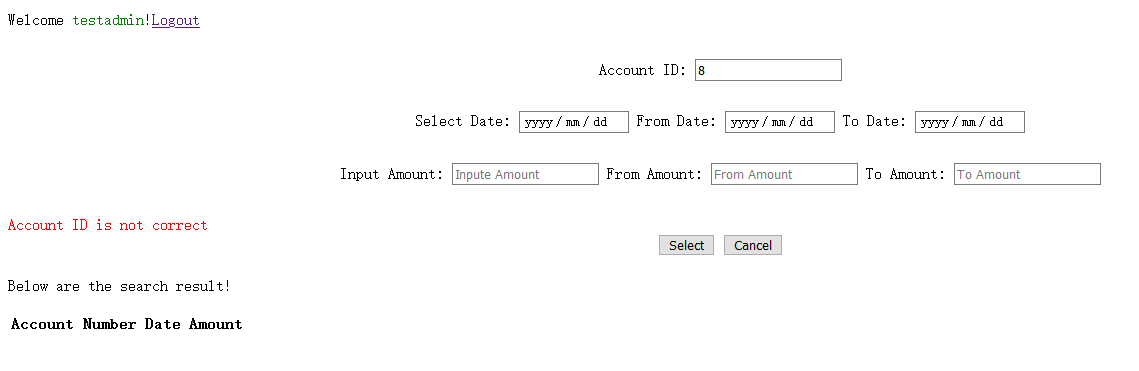 Welcome testadmin!Logout
Account ID: 8
Select Date: yyyy/mm/dd From Date: yyyy/mm/dd To Date: yyyy/mm/dd
Input Amount: Inpute Amount From Amount: From Amount To Amount: To Amount
Account ID is not correct
Select Cancel
Below are the search result!
Account Number Date Amount